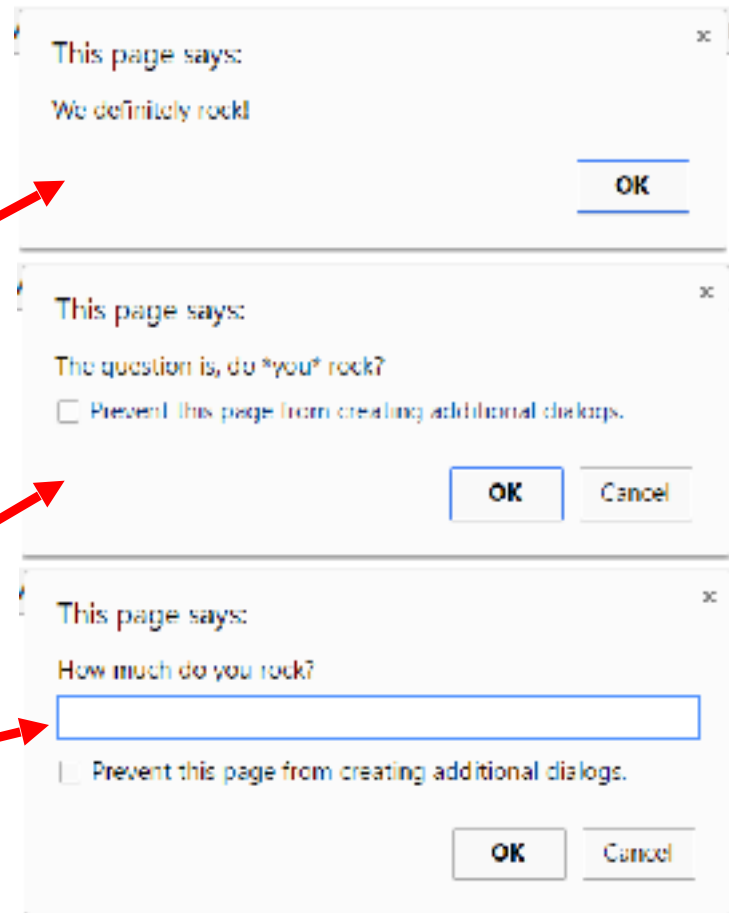 This page says:
We definitely rock!
OK
This page says:
The question is, do *you* rock?
Prevent this page from creating additional dialogs.
OK Cancel
This page says:
How much do you rock?
Prevent this page from creating additional dialogs.
OK Cancel